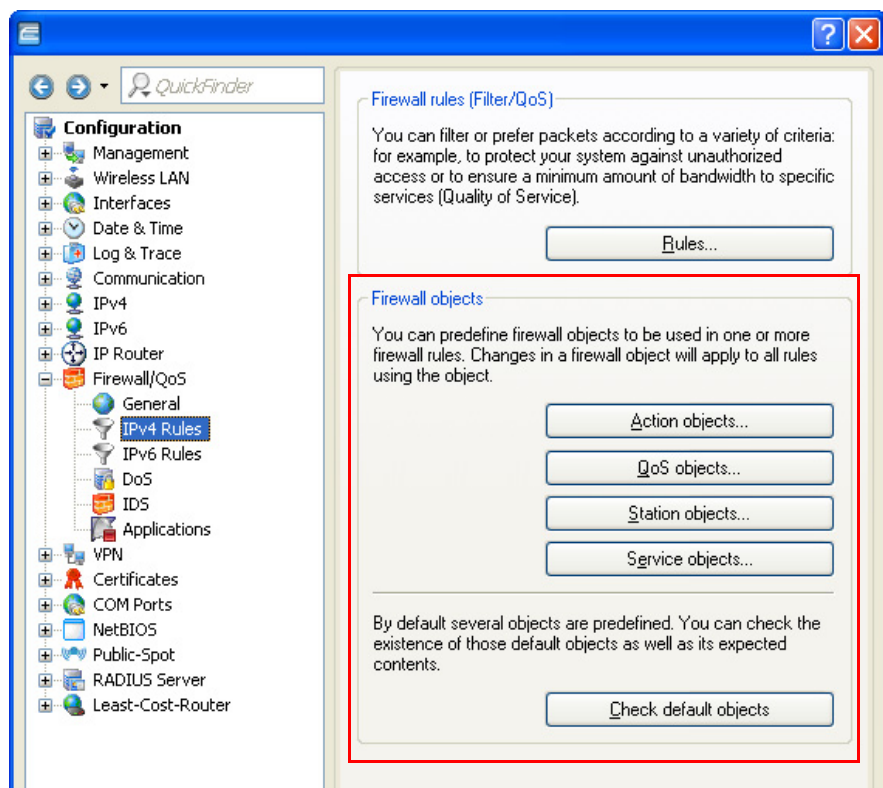 ?
QuickFinder
Configuration
Management
Wireless LAN
Interfaces
Date & Time
Log & Trace
Communication
IPv4
IPv6
IP Router
Firewall/QoS
General
IPv4 Rules
IPv6 Rules
DoS
IDS
Applications
VPN
Certificates
COM Ports
NetBIOS
Public-Spot
RADIUS Server
Least-Cost-Router
Firewall rules (Filter/QoS)
You can filter or prefer packets according to a variety of criteria:
for example, to protect your system against unauthorized
access or to ensure a minimum amount of bandwidth to specific
services (Quality of Service).
Rules...
Firewall objects
You can predefine firewall objects to be used in one or more
firewall rules. Changes in a firewall object will apply to all rules
using the object.
Action objects...
QoS objects...
Station objects...
Service objects...
By default several objects are predefined. You can check the
existence of those default objects as well as its expected
contents.
Check default objects